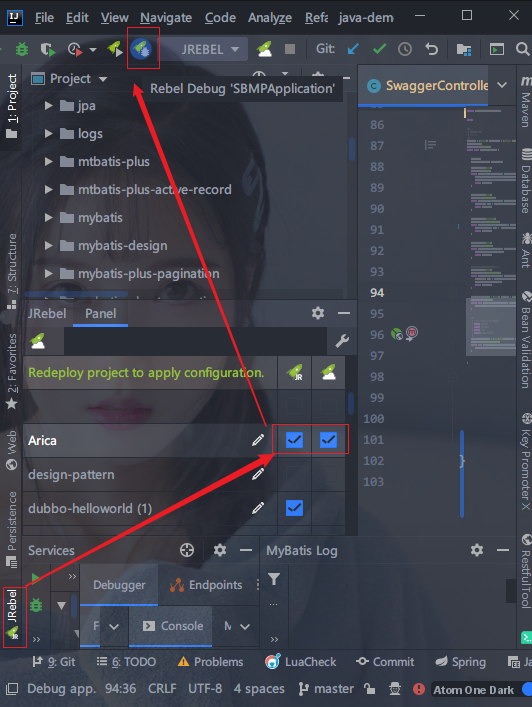 File Edit View Navigate Code Analyze Refa java-dem
JREBEL Git:
1: Project
Project
Rebel Debug 'SBMPApplication'
SwaggerControlle
jpa
logs
mtbatis-plus
mtbatis-plus-active-record
mybatis
mybatis-design
mybatis-plus-pagination
86
87
88
89
90
91
92
93
94
95
96
97
98
99
100
101
102
103
}
Maven
Database
Ant
Bean Validation
Key Promoter X
RestfulTool
7: Structure
2: Favorites
Web
Persistence
JRebel
JRebel Panel
Redeploy project to apply configuration.
JR
Arica
design-pattern
dubbo-helloworld (1)
Services
MyBatis Log
Debugger Endpoints
F Console
9: Git 6: TODO Problems LuaCheck Commit Spring Ja
Debug app. 94:36 CRLF UTF-8 4 spaces master Atom One Dark